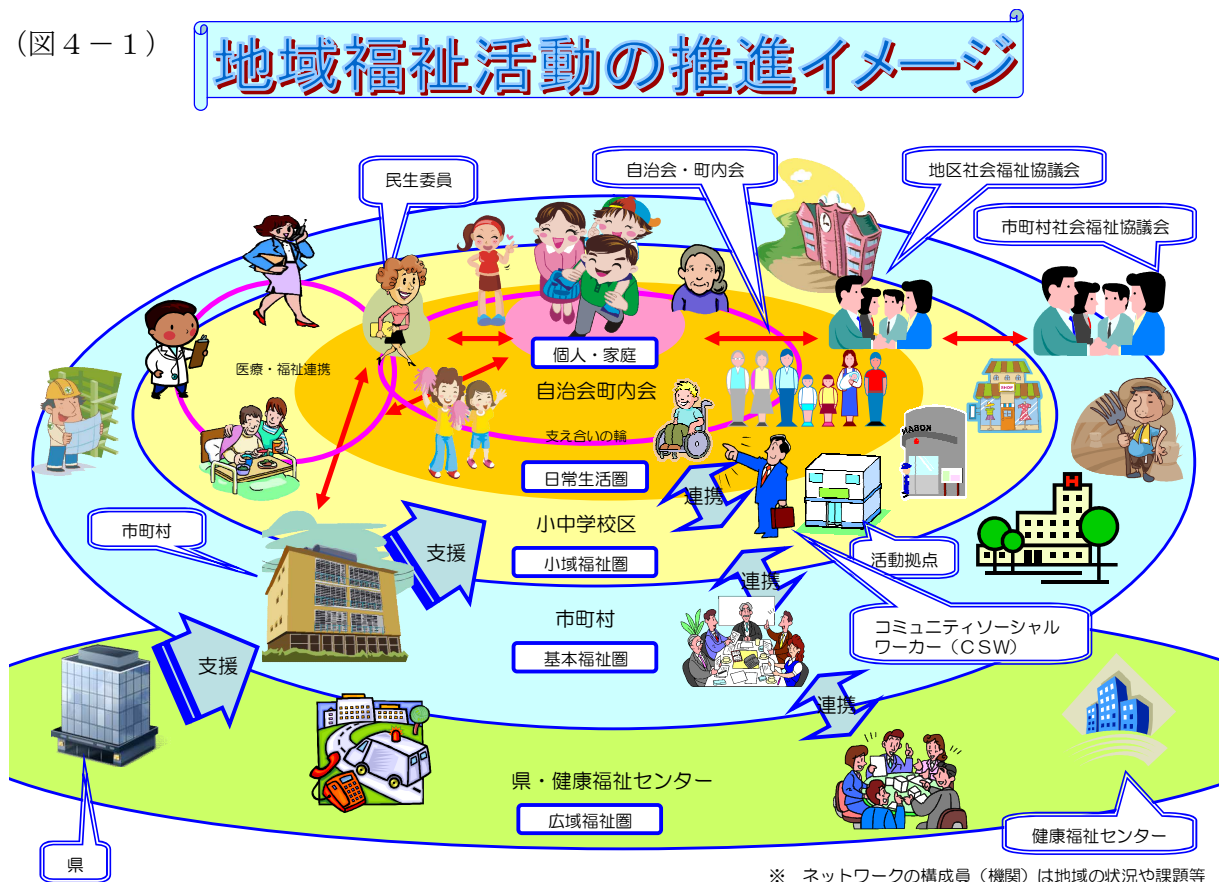 （図４－１）
地域福祉活動の推進イメージ
民生委員
自治会・町内会
地区社会福祉協議会
市町村社会福祉協議会
個人・家庭
医療・福祉連携
自治会町内会
支え合いの輪
日常生活圏
SHOP
KOBAN
連携
小中学校区
市町村
支援
小域福祉圏
活動拠点
H
連携
市町村
コミュニティソーシャル
ワーカー（ＣＳＷ）
基本福祉圏
支援
連携
県・健康福祉センター
広域福祉圏
健康福祉センター
県
※　ネットワークの構成員（機関）は地域の状況や課題等